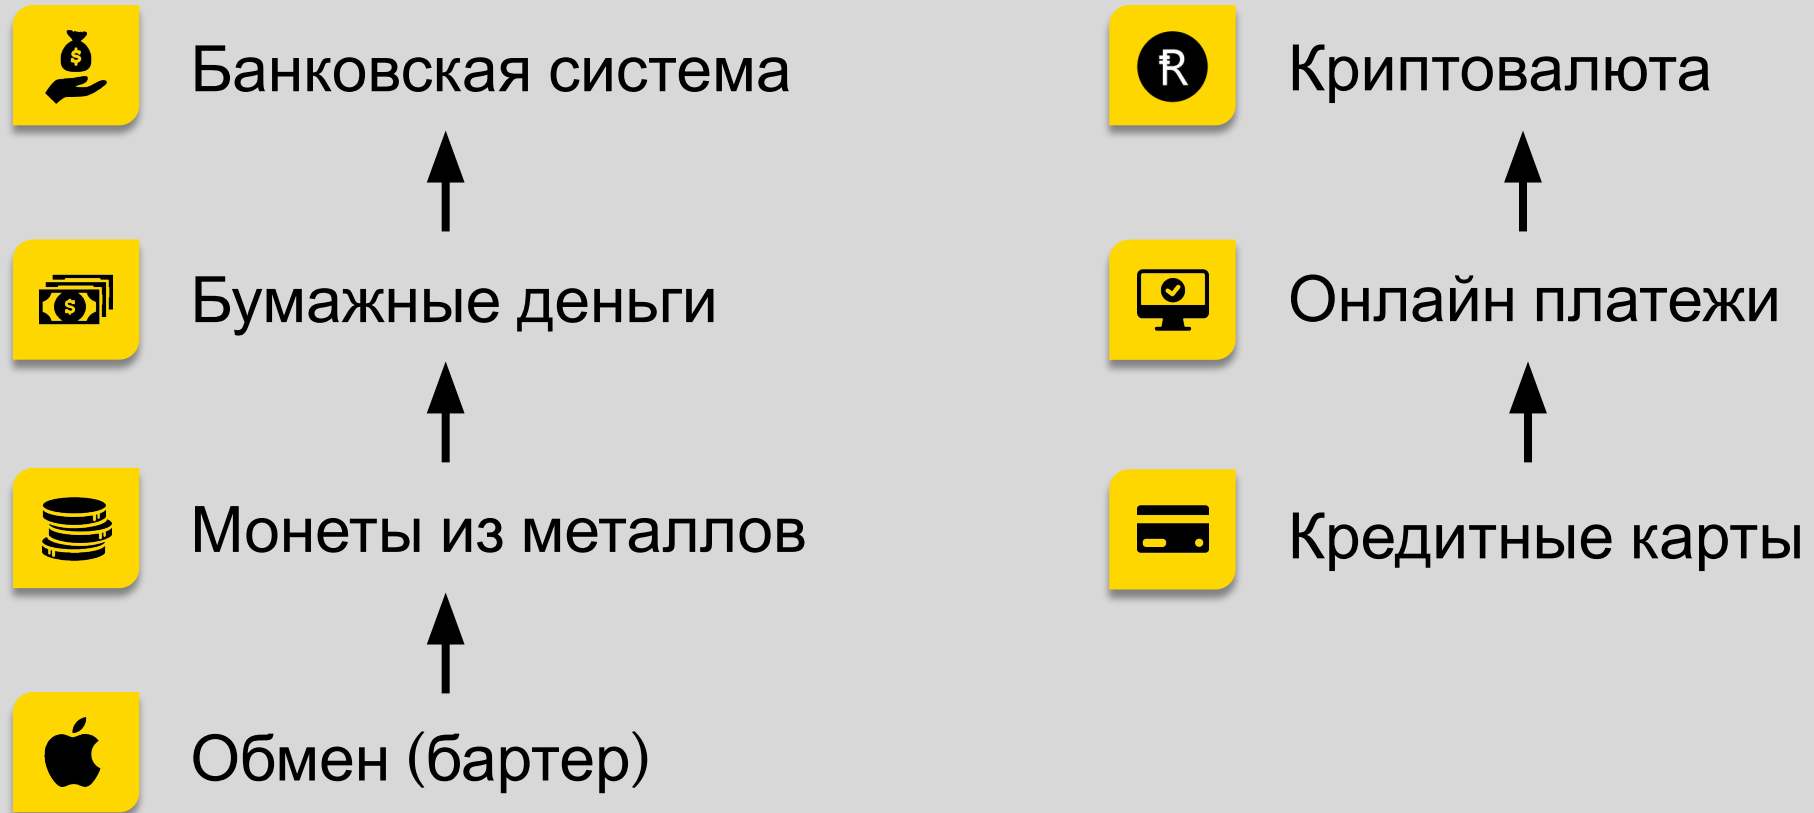 Банковская система
Бумажные деньги
Монеты из металлов
Обмен (бартер)
Криптовалюта
Онлайн платежи
Кредитные карты